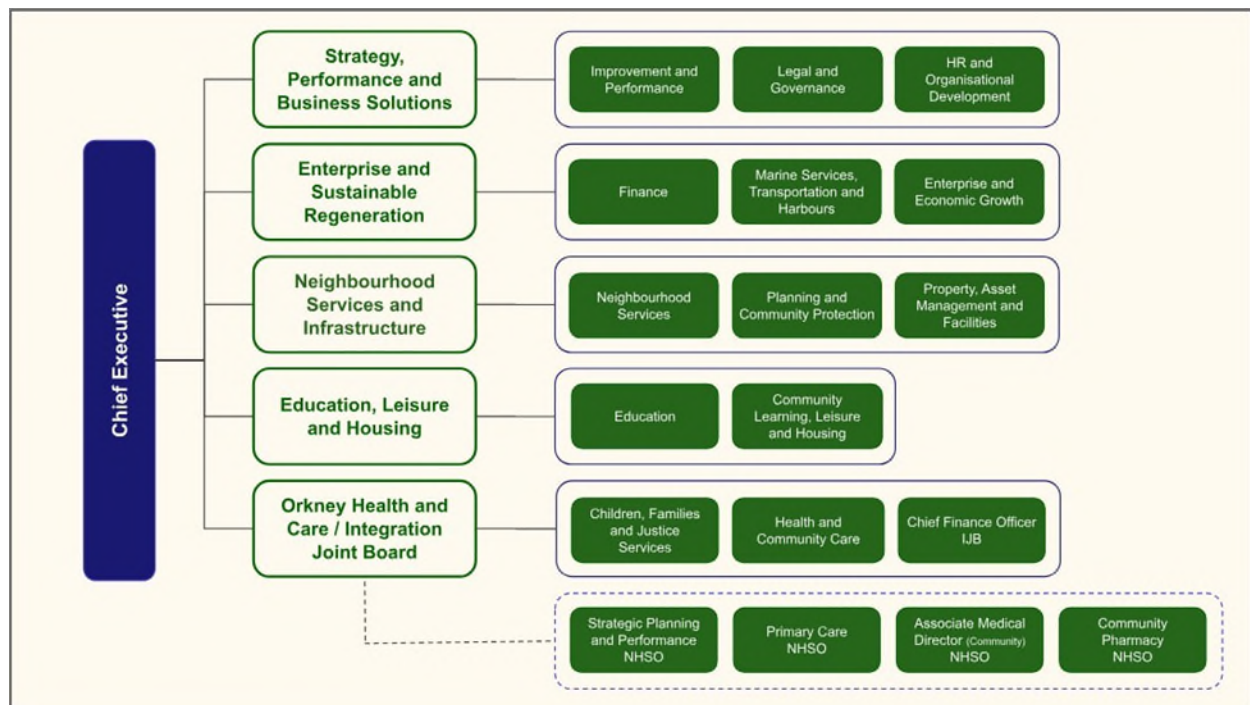 Chief Executive
Strategy,
Performance and
Business Solutions
Improvement and
Performance
Legal and
Governance
HR and
Organisational
Development
Enterprise and
Sustainable
Regeneration
Finance
Marine Services,
Transportation and
Harbours
Enterprise and
Economic Growth
Neighbourhood
Services and
Infrastructure
Neighbourhood
Services
Planning and
Community Protection
Property, Asset
Management and
Facilities
Education, Leisure
and Housing
Education
Community
Learning, Leisure
and Housing
Orkney Health and
Care / Integration
Joint Board
Children, Families
and Justice
Services
Health and
Community Care
Chief Finance Officer
IJB
Strategic Planning
and Performance
NHSO
Primary Care
NHSO
Associate Medical
Director (Community)
NHSO
Community
Pharmacy
NHSO